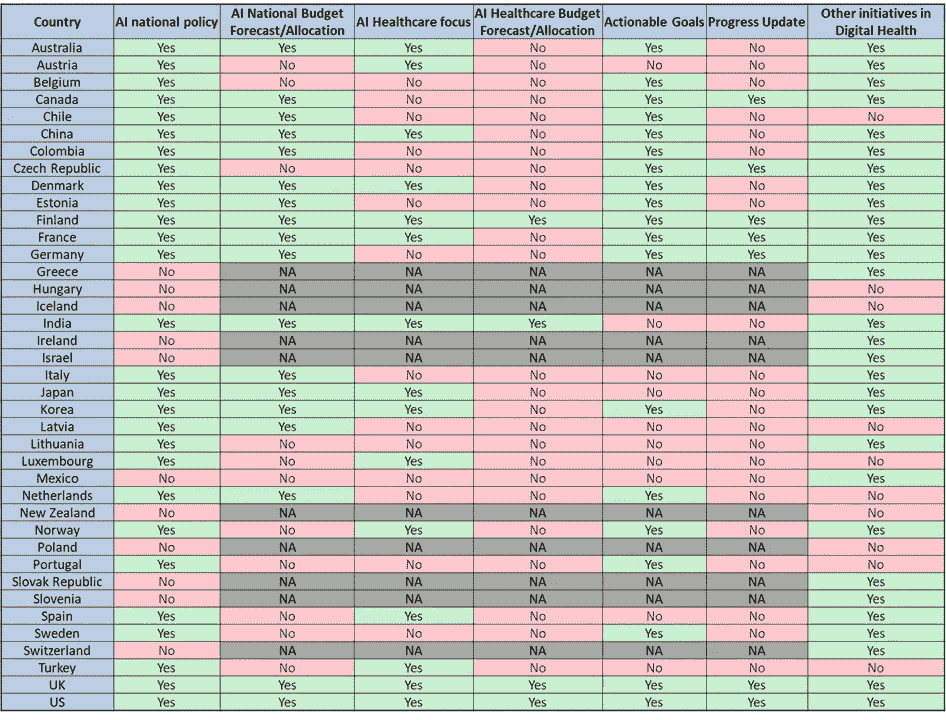 Country AI national policy AI National Budget Forecast/Allocation AI Healthcare focus AI Healthcare Budget Forecast/Allocation Actionable Goals Progress Update Other initiatives in Digital Health
Australia Yes Yes Yes No Yes No Yes
Austria Yes No Yes No No No Yes
Belgium Yes No No No Yes No Yes
Canada Yes Yes No No Yes Yes Yes
Chile Yes Yes No No Yes No No
China Yes Yes Yes No Yes No Yes
Colombia Yes Yes No No Yes No Yes
Czech Republic Yes No No No Yes Yes Yes
Denmark Yes Yes Yes No Yes No Yes
Estonia Yes Yes No No Yes No Yes
Finland Yes Yes Yes Yes Yes Yes Yes
France Yes Yes Yes No Yes Yes Yes
Germany Yes Yes No No Yes Yes Yes
Greece No NA NA NA NA NA Yes
Hungary No NA NA NA NA NA No
Iceland No NA NA NA NA NA No
India Yes Yes Yes Yes No No Yes
Ireland No NA NA NA NA NA Yes
Israel No NA NA NA NA NA Yes
Italy Yes Yes No No No No Yes
Japan Yes Yes Yes No No No Yes
Korea Yes Yes Yes No Yes No Yes
Latvia Yes Yes No No No No No
Lithuania Yes No No No No No Yes
Luxembourg Yes No Yes No No No No
Mexico No No No No No No Yes
Netherlands Yes Yes No No Yes No No
New Zealand No NA NA NA NA NA No
Norway Yes No Yes No Yes No Yes
Poland No NA NA NA NA NA No
Portugal Yes No No No Yes No No
Slovak Republic No NA NA NA NA NA Yes
Slovenia No NA NA NA NA NA Yes
Spain Yes No Yes No No No Yes
Sweden Yes No No No Yes No Yes
Switzerland No NA NA NA NA NA Yes
Turkey Yes No Yes No No No No
UK Yes Yes Yes Yes Yes Yes Yes
US Yes Yes Yes Yes Yes Yes Yes